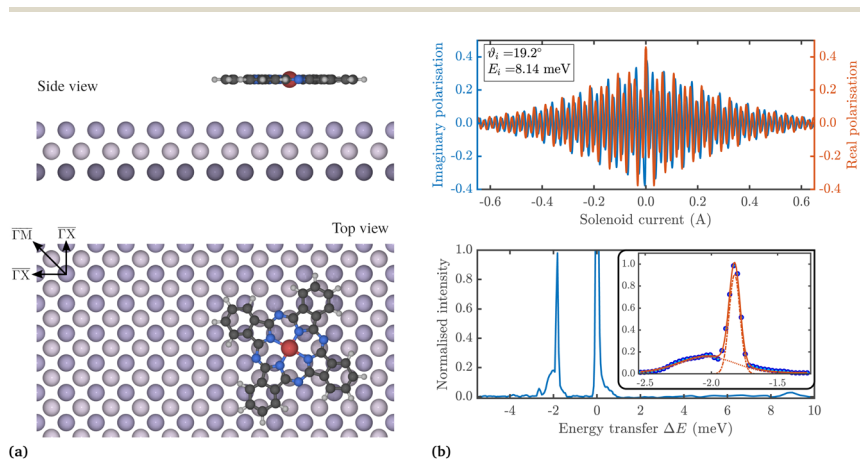 Side view
Top view
ΓM
ΓX
ΓX
(a)
ϑi=19.2°
Ei=8.14 meV
Imaginary polarisation
0.4
0.2
0.0
-0.2
-0.4
Real polarisation
0.4
0.2
0.0
-0.2
-0.4
-0.6 -0.4 -0.2 0.0 0.2 0.4 0.6
Solenoid current (A)
Normalised intensity
1.0
0.8
0.6
0.4
0.2
0.0
1.0
0.8
0.6
0.4
0.2
0.0
-2.5 -2.0 -1.5
-4 -2 0 2 4 6 8 10
Energy transfer ΔE (meV)
(b)